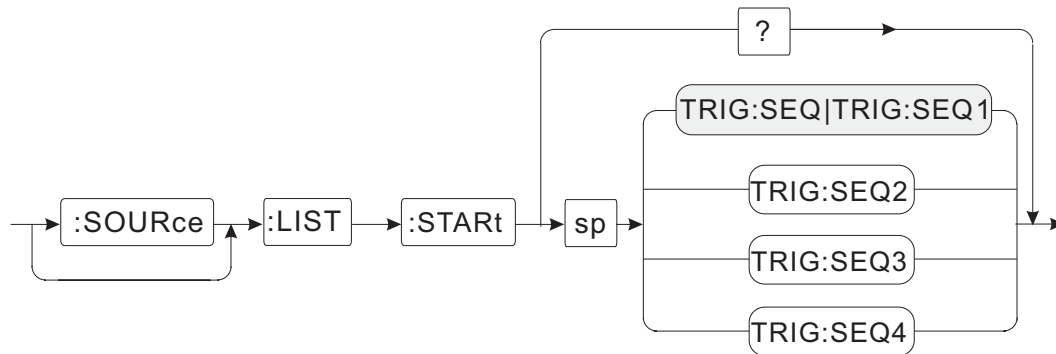 ?
TRIG:SEQ|TRIG:SEQ1
TRIG:SEQ2
:SOURce :LIST :STARt sp
TRIG:SEQ3
TRIG:SEQ4